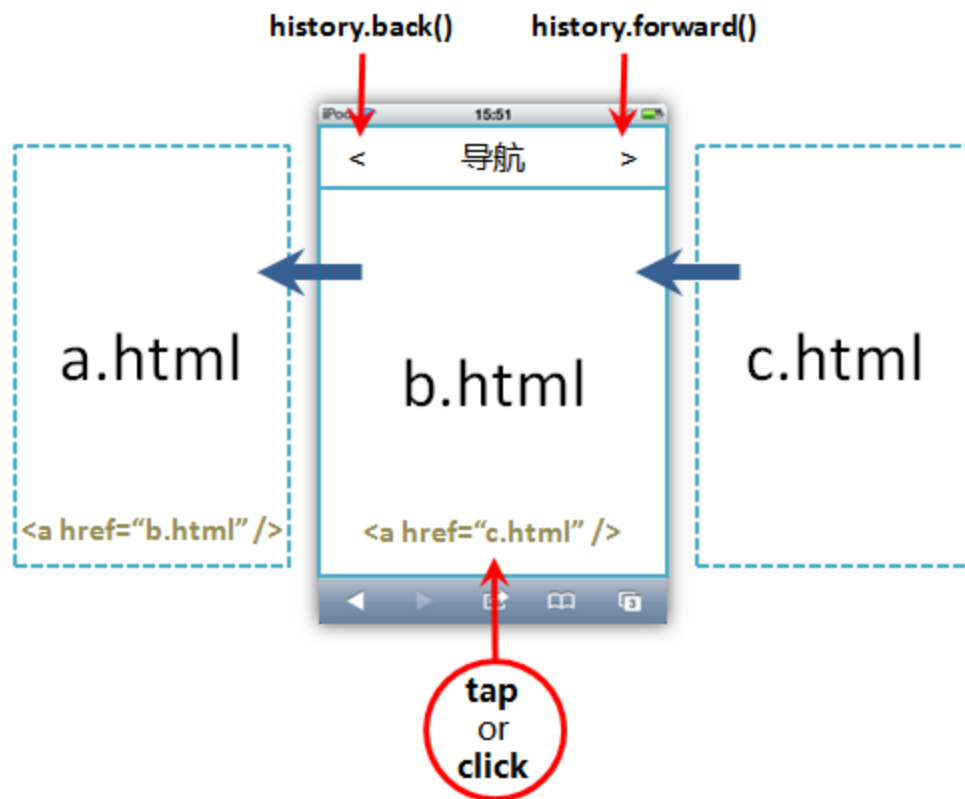 history.back() history.forward()
iPod 15:51
< 导航 >
a.html
b.html
c.html
<a href=“b.html” />
<a href=“c.html” />
3
tap
or
click